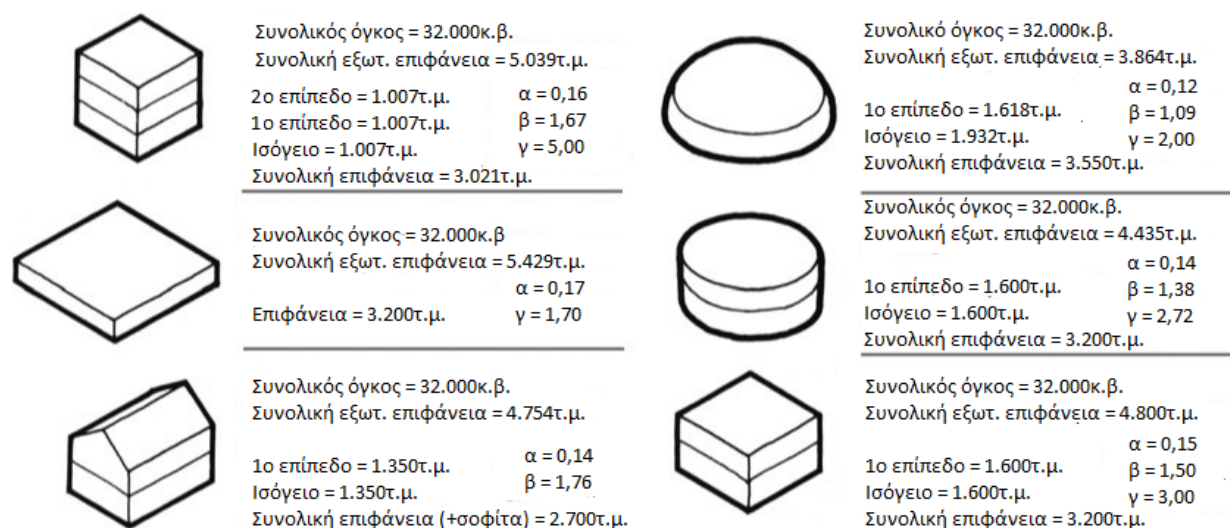 Συνολικός όγκος = 32.000κ.β.
Συνολική εξωτ. επιφάνεια = 5.039τ.μ.
2ο επίπεδο = 1.007τ.μ. α = 0,16
1ο επίπεδο = 1.007τ.μ. β = 1,67
Ισόγειο = 1.007τ.μ. γ = 5,00
Συνολική επιφάνεια = 3.021τ.μ.
Συνολικός όγκος = 32.000κ.β
Συνολική εξωτ. επιφάνεια = 5.429τ.μ.
α = 0,17
Επιφάνεια = 3.200τ.μ. γ = 1,70
Συνολικός όγκος = 32.000κ.β.
Συνολική εξωτ. επιφάνεια = 4.754τ.μ.
1ο επίπεδο = 1.350τ.μ. α = 0,14
Ισόγειο = 1.350τ.μ. β = 1,76
Συνολική επιφάνεια (+σοφίτα) = 2.700τ.μ.
Συνολικό όγκος = 32.000κ.β.
Συνολική εξωτ. επιφάνεια = 3.864τ.μ.
α = 0,12
1ο επίπεδο = 1.618τ.μ. β = 1,09
Ισόγειο = 1.932τ.μ. γ = 2,00
Συνολική επιφάνεια = 3.550τ.μ.
Συνολικός όγκος = 32.000κ.β.
Συνολική εξωτ. επιφάνεια = 4.435τ.μ.
α = 0,14
1ο επίπεδο = 1.600τ.μ. β = 1,38
Ισόγειο = 1.600τ.μ. γ = 2,72
Συνολική επιφάνεια = 3.200τ.μ.
Συνολικός όγκος = 32.000κ.β.
Συνολική εξωτ. επιφάνεια = 4.800τ.μ.
α = 0,15
1ο επίπεδο = 1.600τ.μ. β = 1,50
Ισόγειο = 1.600τ.μ. γ = 3,00
Συνολική επιφάνεια = 3.200τ.μ.